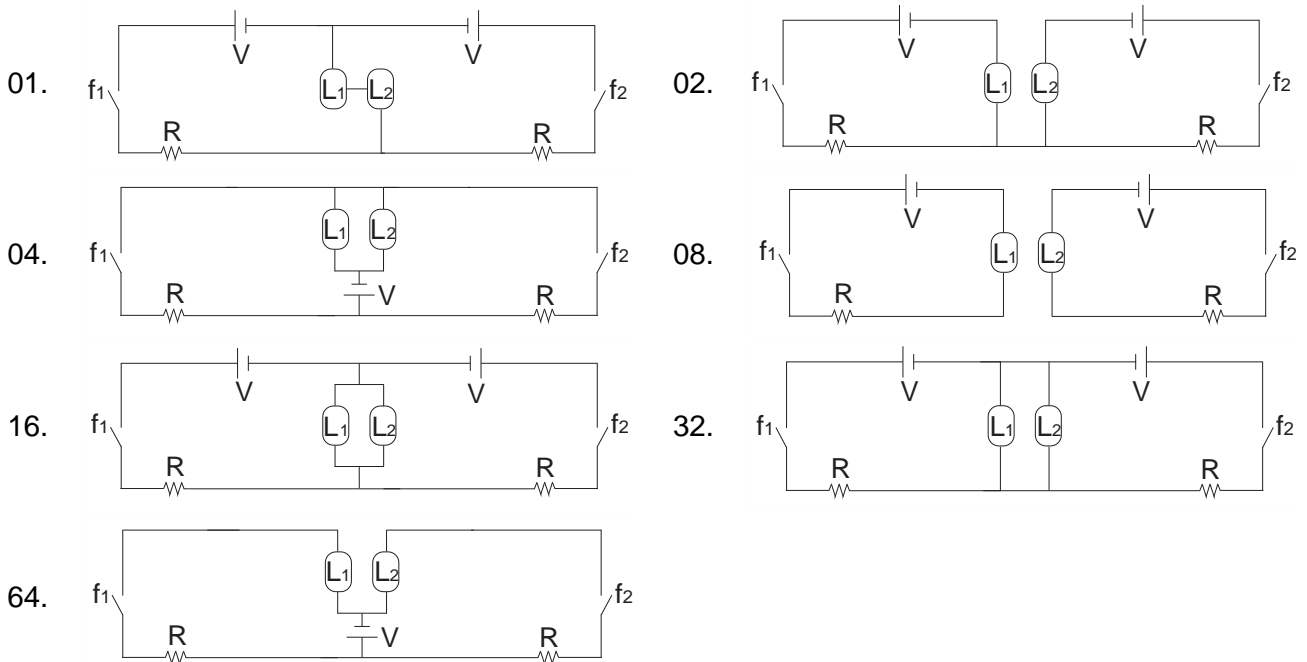 V V
01. f1 L1 L2 f2
R R
V V
02. f1 L1 L2 f2
R R
04. f1 L1 L2 f2
R V R
V V
08. f1 L1 L2 f2
R R
V V
16. f1 L1 L2 f2
R R
V V
32. f1 L1 L2 f2
R R
64. f1 L1 L2 f2
R V R